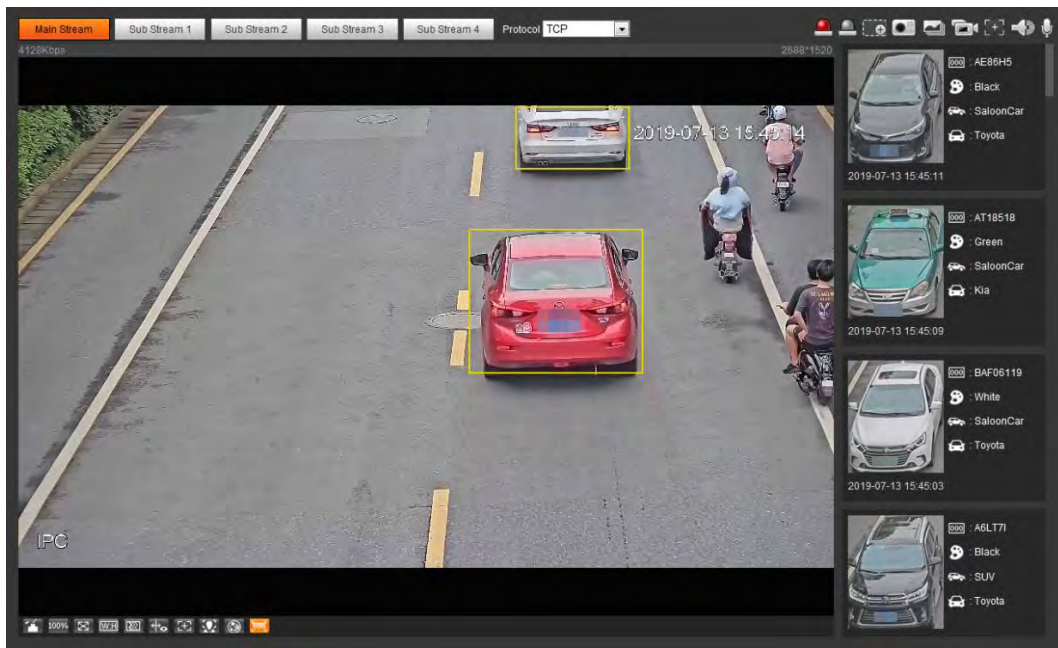 Main Stream
Sub Stream 1
Sub Stream 2
Sub Stream 3
Sub Stream 4
Protocol TCP
4128Kbps
2688*1520
2019-07-13 15:45:14
IPC
100%
W:H
: AE86H5
: Black
: SaloonCar
: Toyota
2019-07-13 15:45:11
: AT18518
: Green
: SaloonCar
: Kia
2019-07-13 15:45:09
: BAF06119
: White
: SaloonCar
: Toyota
2019-07-13 15:45:03
: A6LT7I
: Black
: SUV
: Toyota